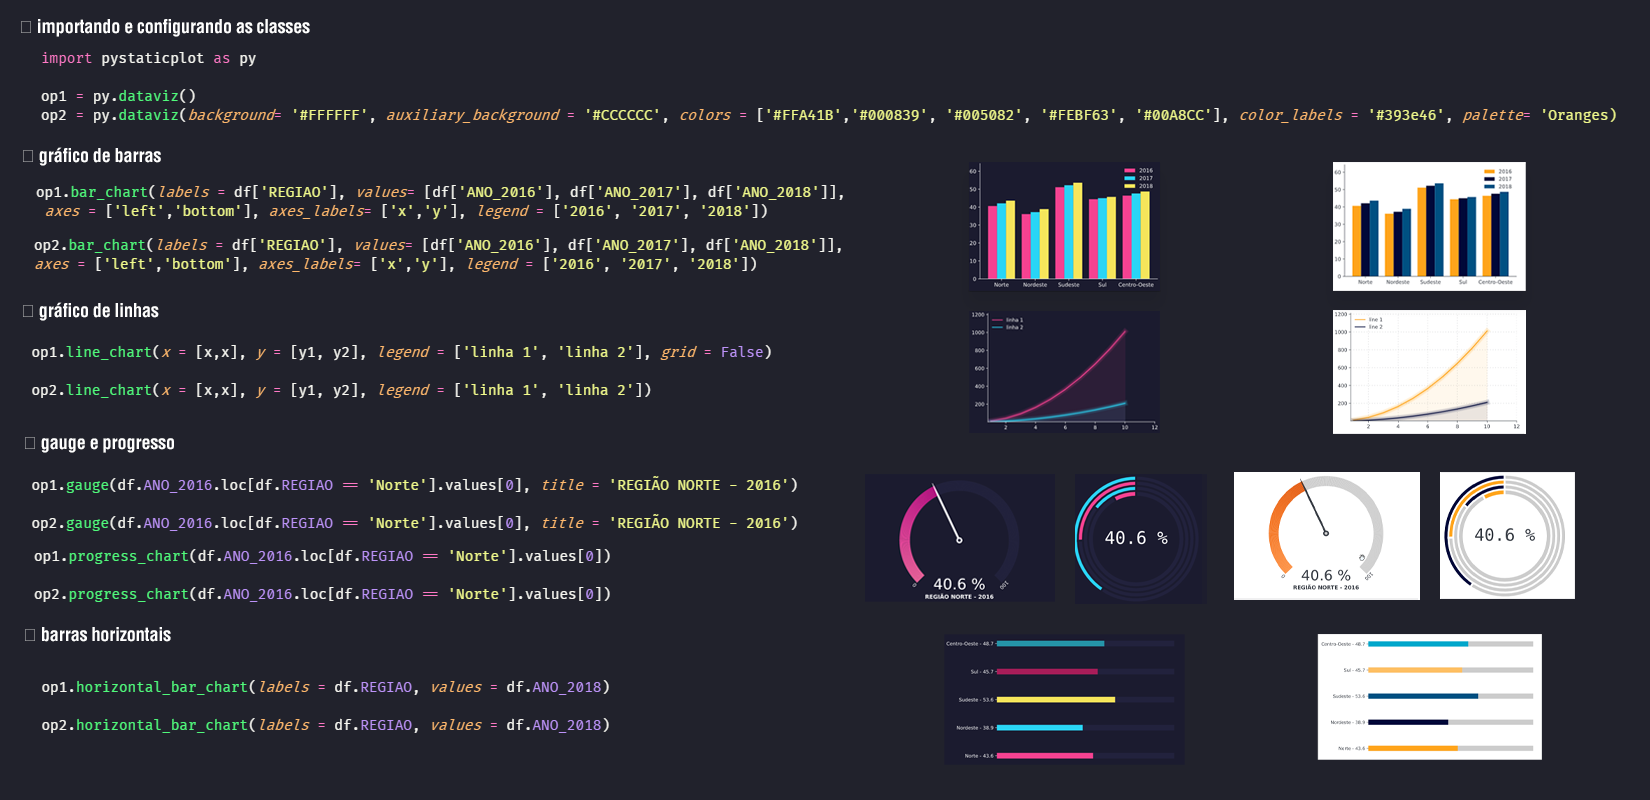 importando e configurando as classes
import pystaticplot as py
op1 = py.dataviz()
op2 = py.dataviz(background= '#FFFFFF', auxiliary_background = '#CCCCCC', colors = ['#FFA41B','#000839', '#005082', '#FEBF63', '#00A8CC'], color_labels = '#393e46', palette= 'Oranges)
gráfico de barras
op1.bar_chart(labels = df['REGIAO'], values= [df['ANO_2016'], df['ANO_2017'], df['ANO_2018']],
axes = ['left','bottom'], axes_labels= ['x','y'], legend = ['2016', '2017', '2018'])
op2.bar_chart(labels = df['REGIAO'], values= [df['ANO_2016'], df['ANO_2017'], df['ANO_2018']],
axes = ['left','bottom'], axes_labels= ['x','y'], legend = ['2016', '2017', '2018'])
60
50
40
30
20
10
0
2016
2017
2018
Norte Nordeste Sudeste Sul Centro-Oeste
60
50
40
30
20
10
0
2016
2017
2018
Norte Nordeste Sudeste Sul Centro-Oeste
gráfico de linhas
op1.line_chart(x = [x,x], y = [y1, y2], legend = ['linha 1', 'linha 2'], grid = False)
op2.line_chart(x = [x,x], y = [y1, y2], legend = ['linha 1', 'linha 2'])
1200
1000
800
600
400
200
linha 1
linha 2
2 4 6 8 10 12
1200
1000
800
600
400
200
line 1
line 2
2 4 6 8 10 12
gauge e progresso
op1.gauge(df.ANO_2016.loc[df.REGIAO == 'Norte'].values[0], title = 'REGIÃO NORTE - 2016')
op2.gauge(df.ANO_2016.loc[df.REGIAO == 'Norte'].values[0], title = 'REGIÃO NORTE - 2016')
op1.progress_chart(df.ANO_2016.loc[df.REGIAO == 'Norte'].values[0])
op2.progress_chart(df.ANO_2016.loc[df.REGIAO == 'Norte'].values[0])
0
100
40.6 %
REGIÃO NORTE - 2016
40.6 %
0
100
40.6 %
REGIÃO NORTE - 2016
40.6 %
barras horizontais
op1.horizontal_bar_chart(labels = df.REGIAO, values = df.ANO_2018)
op2.horizontal_bar_chart(labels = df.REGIAO, values = df.ANO_2018)
Centro-Oeste - 48.7
Sul - 45.7
Sudeste - 53.6
Nordeste - 38.9
Norte - 43.6
Centro-Oeste - 48.7
Sul - 45.7
Sudeste - 53.6
Nordeste - 38.9
Norte - 43.6